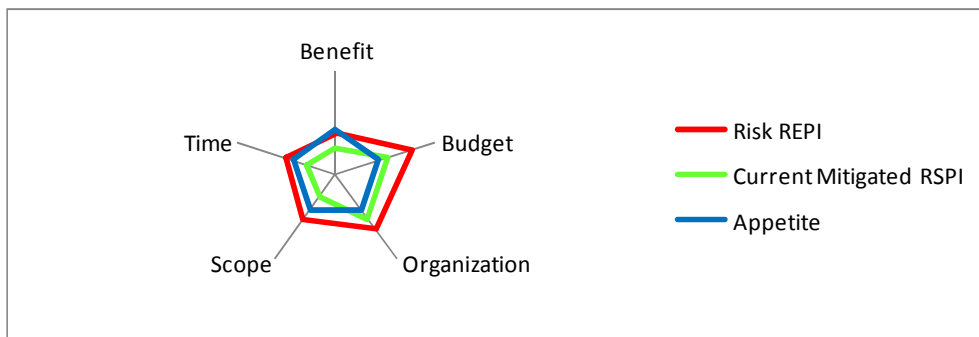 Benefit
Time
Budget
Scope
Organization
Risk REPI
Current Mitigated RSPI
Appetite